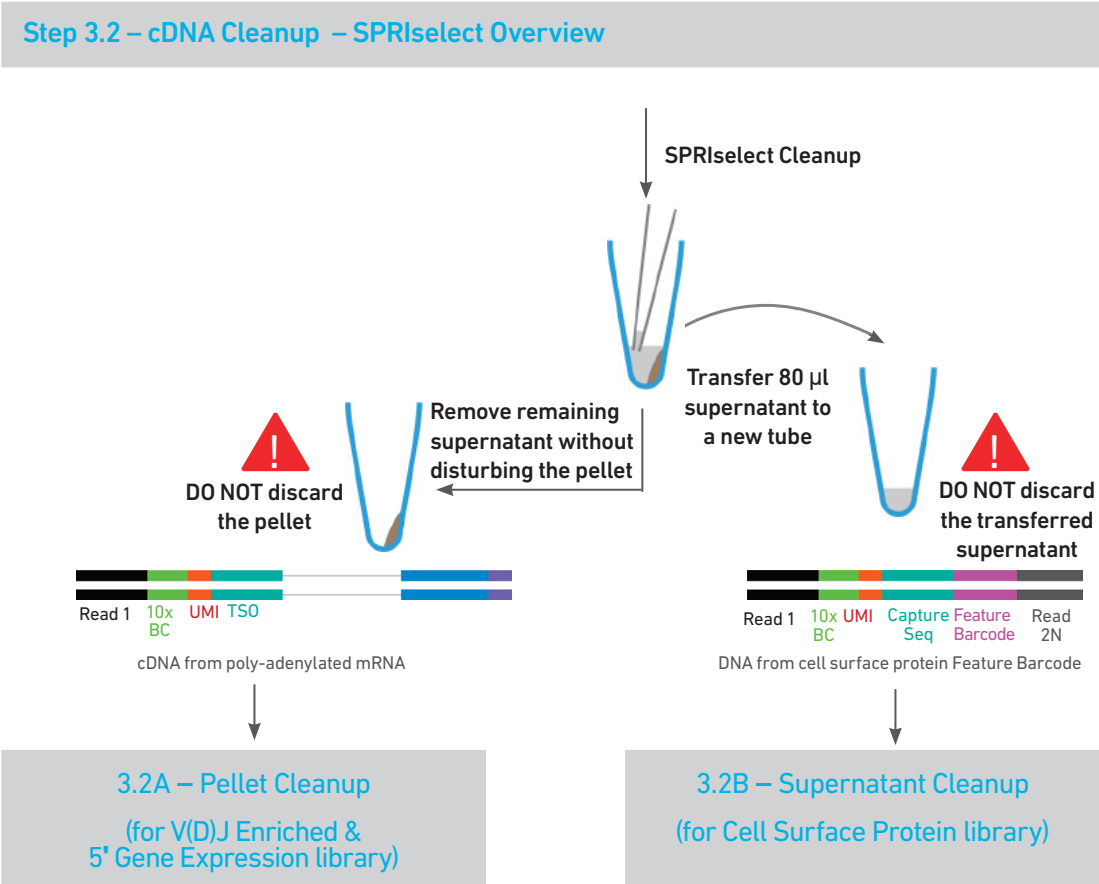 Step 3.2 – cDNA Cleanup – SPRIselect Overview
SPRIselect Cleanup
Transfer 80 µl
supernatant to
a new tube
Remove remaining
supernatant without
disturbing the pellet
!
DO NOT discard
the pellet
!
DO NOT discard
the transferred
supernatant
Read 1
10x
BC
UMI
TSO
cDNA from poly-adenylated mRNA
Read 1
10x
BC
UMI
Capture
Seq
Feature
Barcode
Read
2N
DNA from cell surface protein Feature Barcode
3.2A – Pellet Cleanup
(for V(D)J Enriched &
5' Gene Expression library)
3.2B – Supernatant Cleanup
(for Cell Surface Protein library)